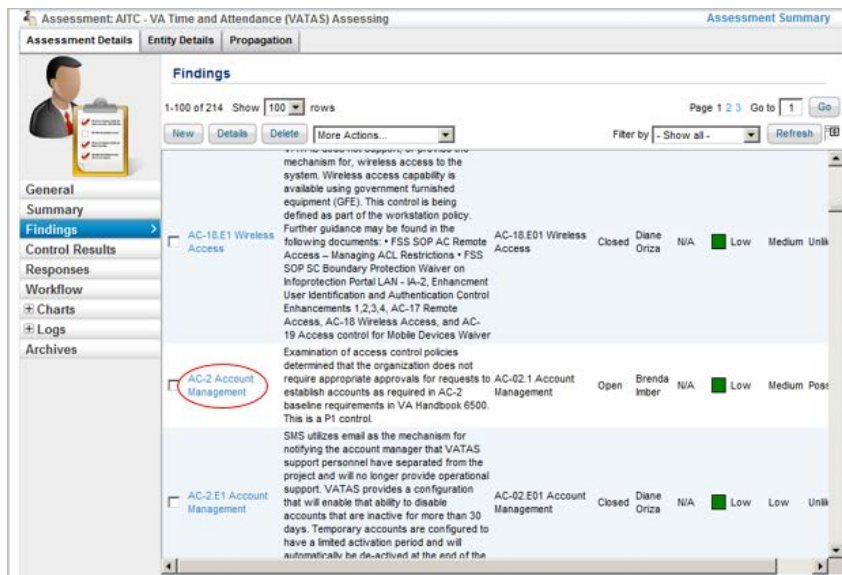 Assessment: AITC - VA Time and Attendance (VATAS) Assessing
Assessment Summary
Assessment Details
Entity Details
Propagation
Findings
1-100 of 214 Show 100 rows
Page 1 2 3 Go to 1 Go
New
Details
Delete
More Actions...
Filter by - Show all -
Refresh
General
Summary
Findings
Control Results
Responses
Workflow
Charts
Logs
Archives
mechanism for, wireless access to the
system. Wireless access capability is
available using government furnished
equipment (GFE). This control is being
defined as part of the workstation policy.
Further guidance may be found in the
following documents: • FSS SOP AC Remote
Access – Managing ACL Restrictions • FSS
SOP SC Boundary Protection Waiver on
Infoprotection Portal LAN - IA-2, Enhancment
User Identification and Authentication Control
Enhancements 1,2,3,4, AC-17 Remote
Access, AC-18 Wireless Access, and AC-
19 Access control for Mobile Devices Waiver
AC-18.E1 Wireless
Access
AC-18.E01 Wireless
Access
Closed
Diane
Oriza
N/A
Low
Medium
Unlik
AC-2 Account
Management
Examination of access control policies
determined that the organization does not
require appropriate approvals for requests to
establish accounts as required in AC-2
baseline requirements in VA Handbook 6500.
This is a P1 control.
AC-02.1 Account
Management
Open
Brenda
Imber
N/A
Low
Medium
Poss
AC-2.E1 Account
Management
SMS utilizes email as the mechanism for
notifying the account manager that VATAS
support personnel have separated from the
project and will no longer provide operational
support. VATAS provides a configuration
that will enable that ability to disable
accounts that are inactive for more than 30
days. Temporary accounts are configured to
have a limited activation period and will
automatically be de-actived at the end of the
AC-02.E01 Account
Management
Closed
Diane
Oriza
N/A
Low
Low
Unlik